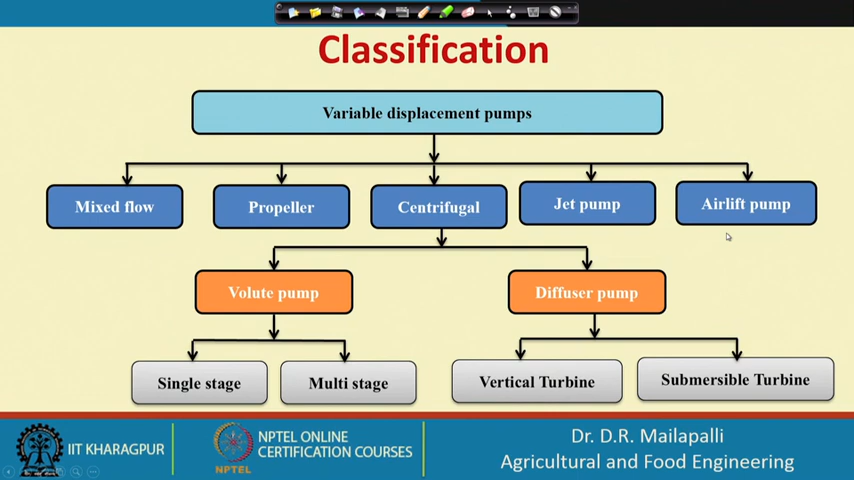 Classification
Variable displacement pumps
Mixed flow
Propeller
Centrifugal
Jet pump
Airlift pump
Volute pump
Diffuser pump
Single stage
Multi stage
Vertical Turbine
Submersible Turbine
IIT KHARAGPUR
NPTEL
NPTEL ONLINE
CERTIFICATION COURSES
Dr. D.R. Mailapalli
Agricultural and Food Engineering